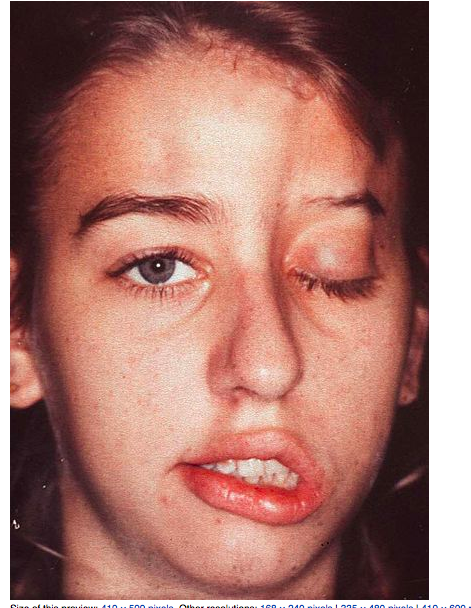 Size of this preview: 410 × 599 pixels. Other resolutions: 168 × 240 pixels | 335 × 480 pixels | 410 × 600